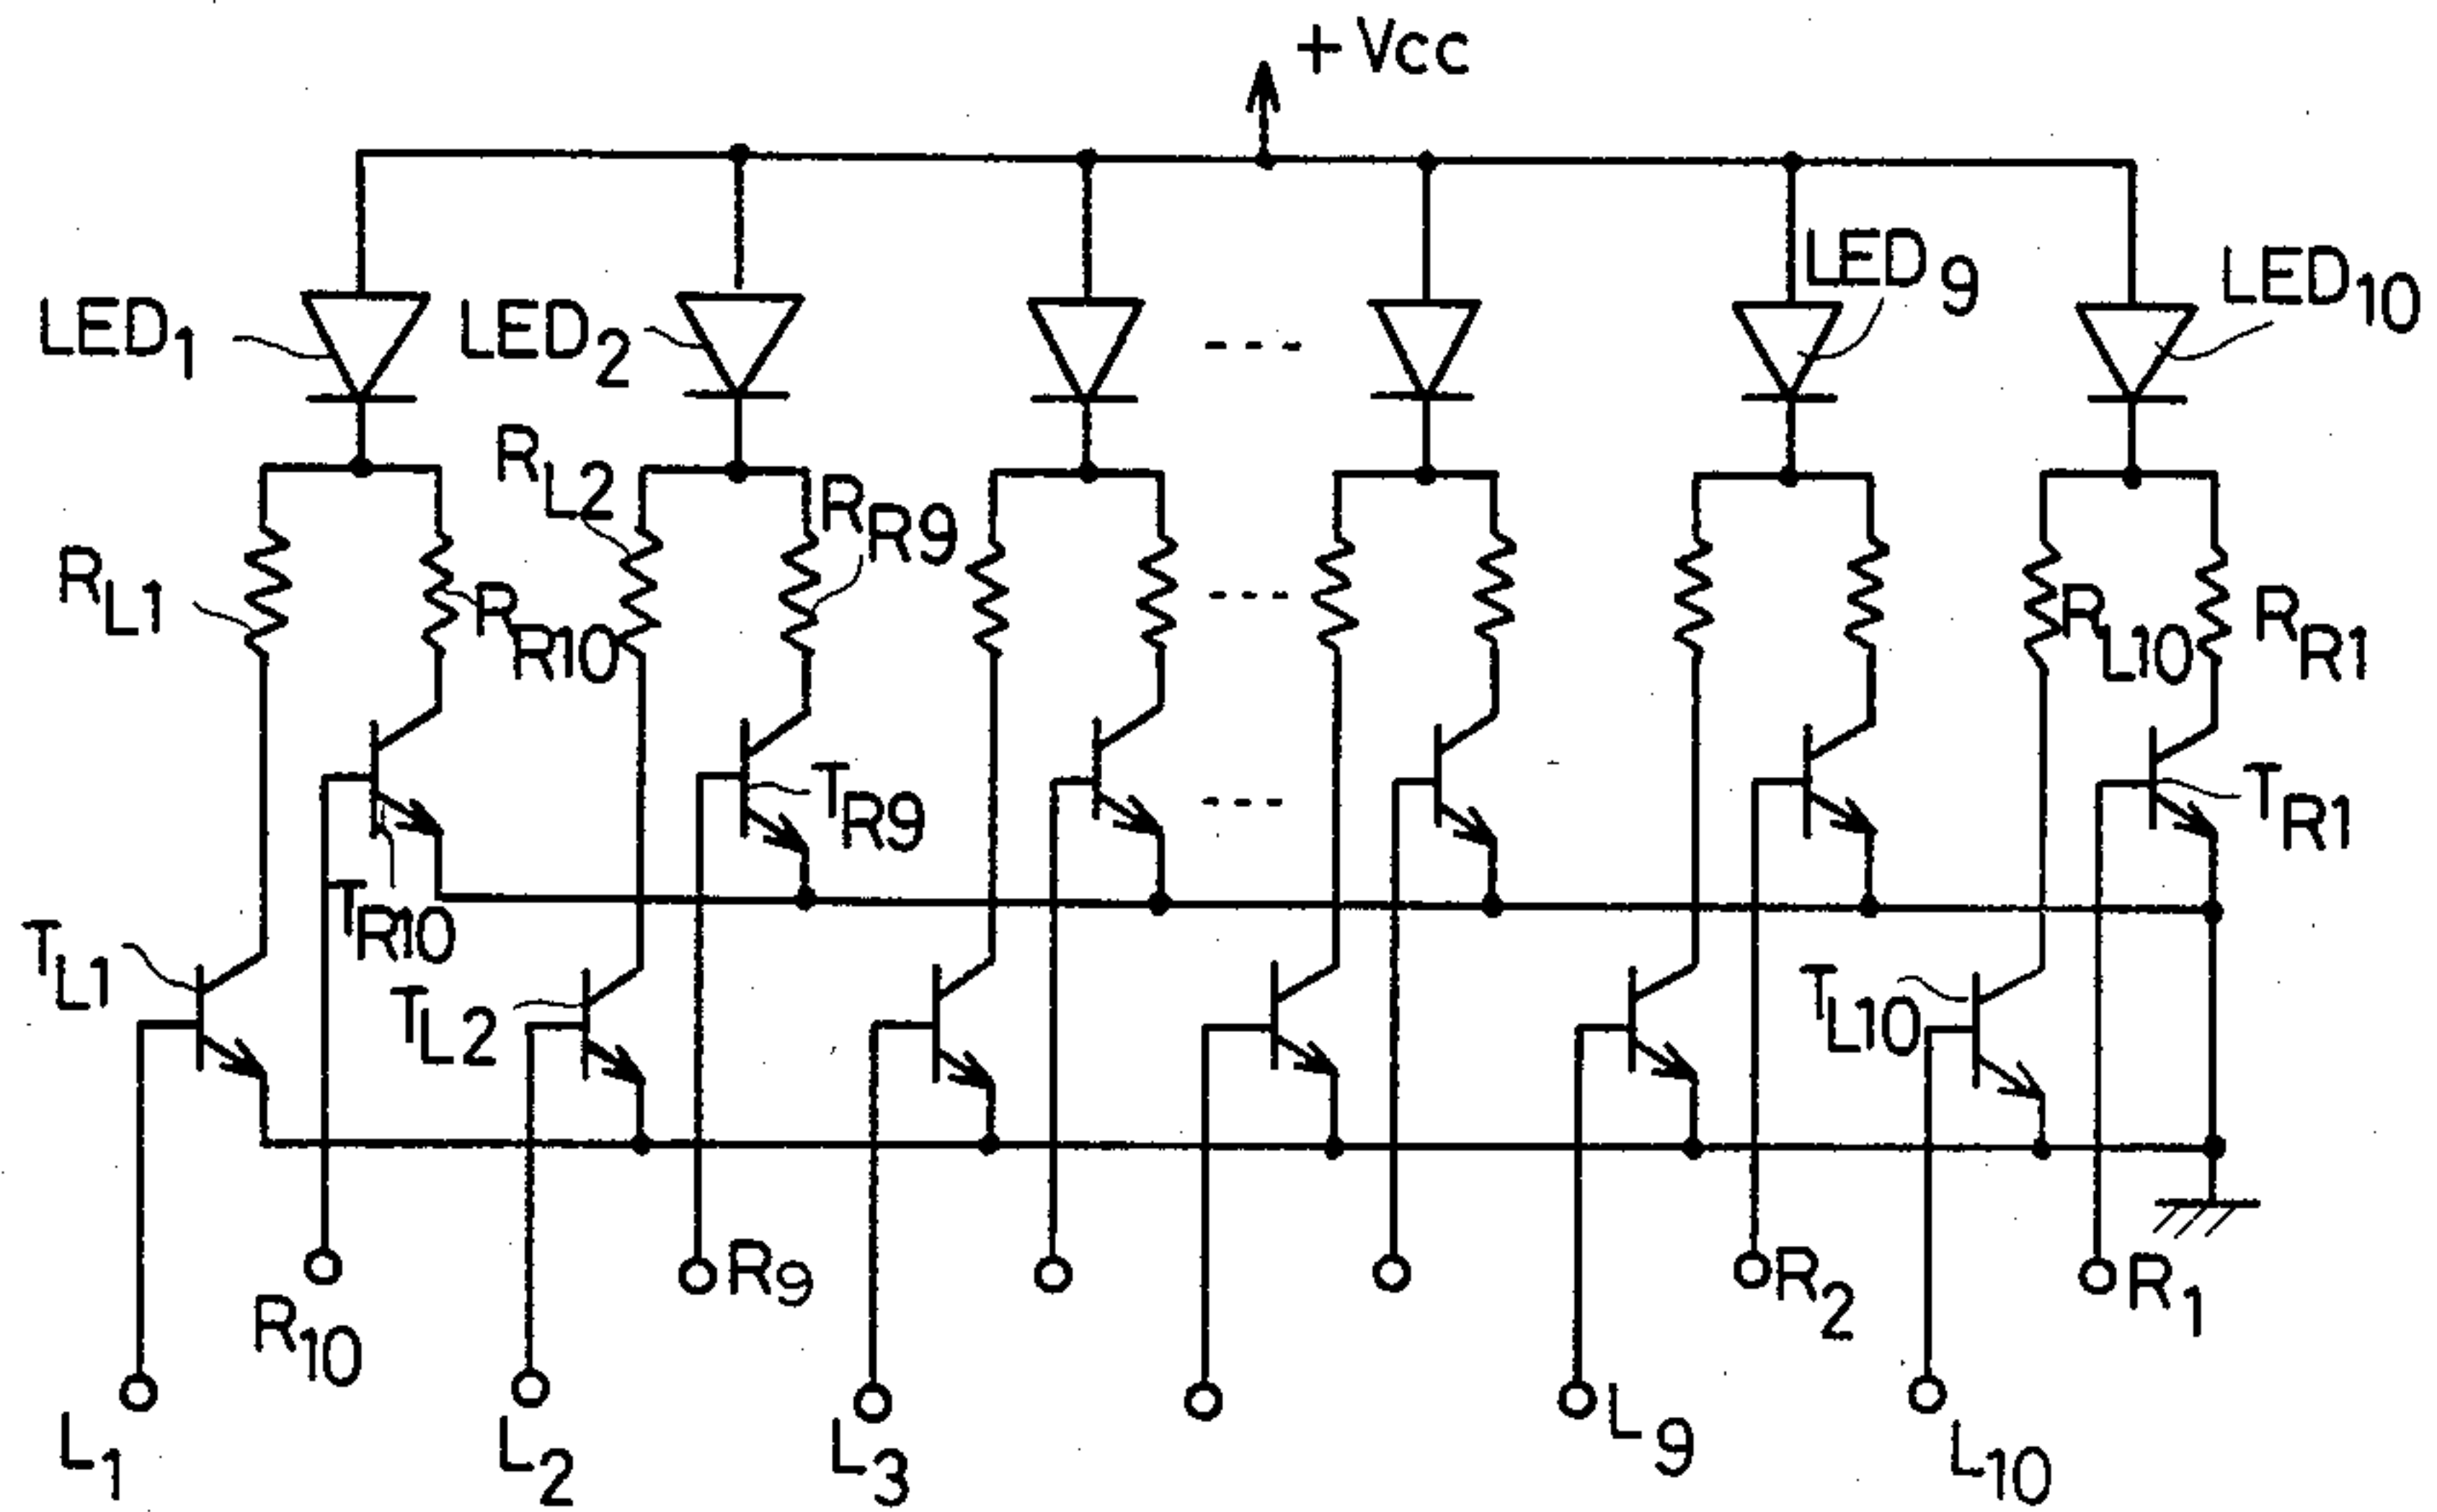 + Vcc
LED1
LED2
LED9
LED10
RL2
RR9
RL1
RR10
RL10
RR1
TR9
TR1
TR10
TL1
TL2
TL10
R9
R2
R1
R10
L1
L2
L3
L9
L10